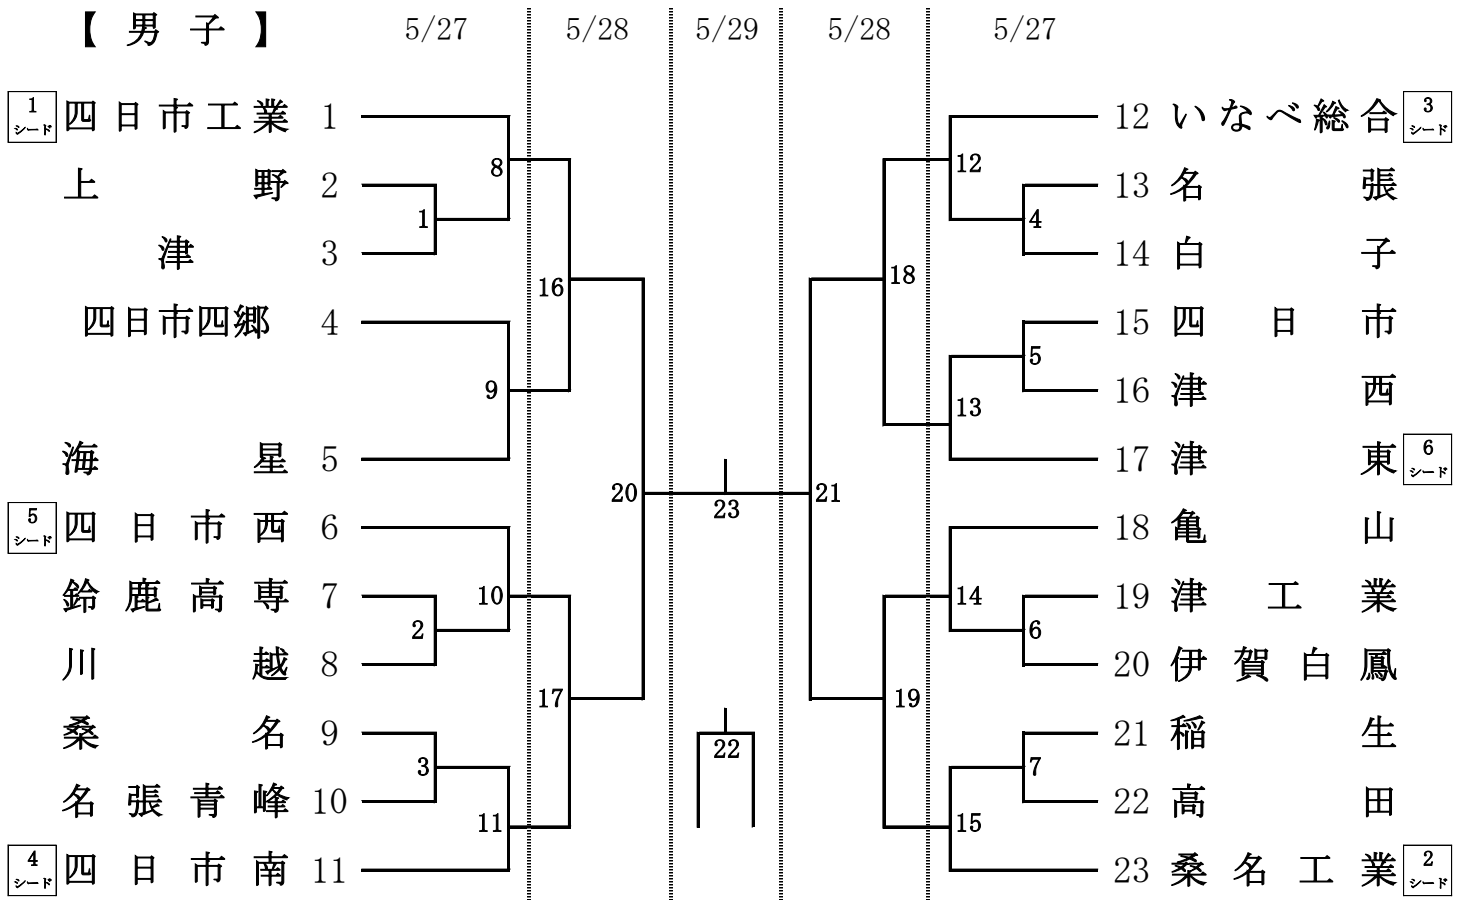 【 男 子 】 5/27 5/28 5/29 5/28 5/27
1 シード 四日市工業 1
上野 2
津 3
四日市四郷 4
海星 5
5 シード 四日市西 6
鈴鹿高専 7
川越 8
桑名 9
名張青峰 10
4 シード 四日市南 11
8
1
16
9
20
10
2
17
3
11
23
22
12
4
18
5
13
21
14
6
19
7
15
12 いなべ総合 3 シード
13 名張
14 白子
15 四日市
16 津西
17 津東 6 シード
18 亀山
19 津工業
20 伊賀白鳳
21 稲生
22 高田
23 桑名工業 2 シード